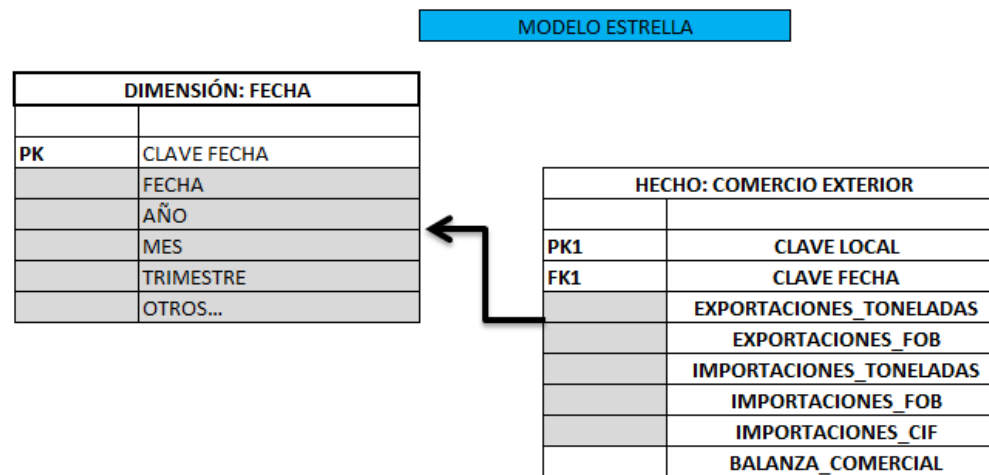 MODELO ESTRELLA
DIMENSIÓN: FECHA
PK CLAVE FECHA
FECHA
AÑO
MES
TRIMESTRE
OTROS...
HECHO: COMERCIO EXTERIOR
PK1 CLAVE LOCAL
FK1 CLAVE FECHA
EXPORTACIONES_TONELADAS
EXPORTACIONES_FOB
IMPORTACIONES_TONELADAS
IMPORTACIONES_FOB
IMPORTACIONES_CIF
BALANZA_COMERCIAL